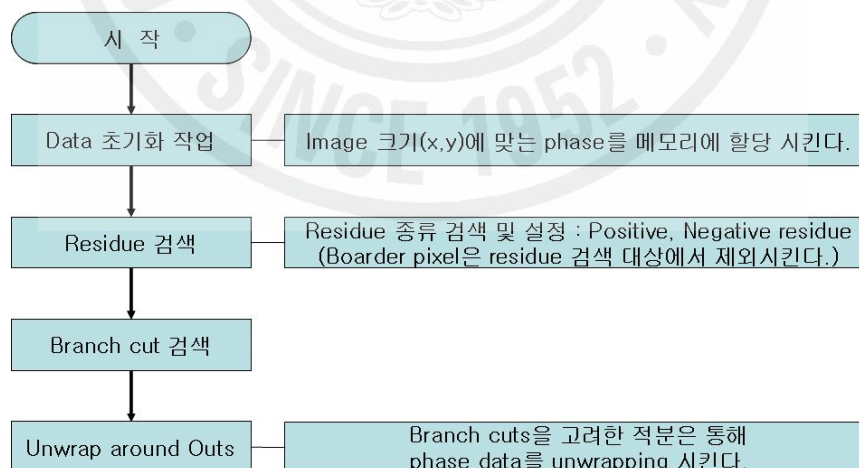 시 작
Data 초기화 작업
Image 크기(x,y)에 맞는 phase를 메모리에 할당 시킨다.
Residue 검색
Residue 종류 검색 및 설정 : Positive, Negative residue
(Boarder pixel은 residue 검색 대상에서 제외시킨다.)
Branch cut 검색
Unwrap around Outs
Branch cuts을 고려한 적분은 통해
phase data를 unwrapping 시킨다.
SINCE 1952